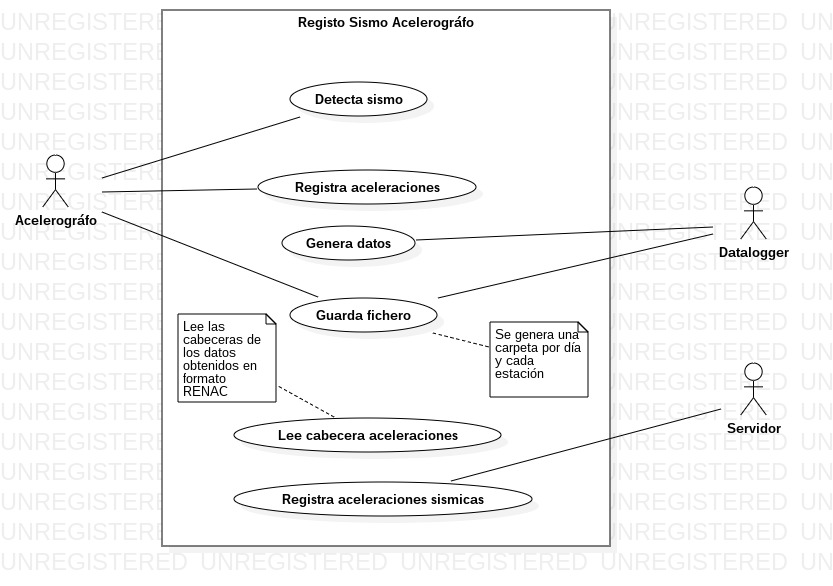 Registo Sismo Acelerográfo
Detecta sismo
Registra aceleraciones
Acelerográfo
Genera datos
Datalogger
Guarda fichero
Lee las
cabeceras de
los datos
obtenidos en
formato
RENAC
Se genera una
carpeta por día
y cada
estación
Servidor
Lee cabecera aceleraciones
Registra aceleraciones sismicas
UNREGISTERED UNREGISTERED UNREGISTERED UNREGISTERED UN